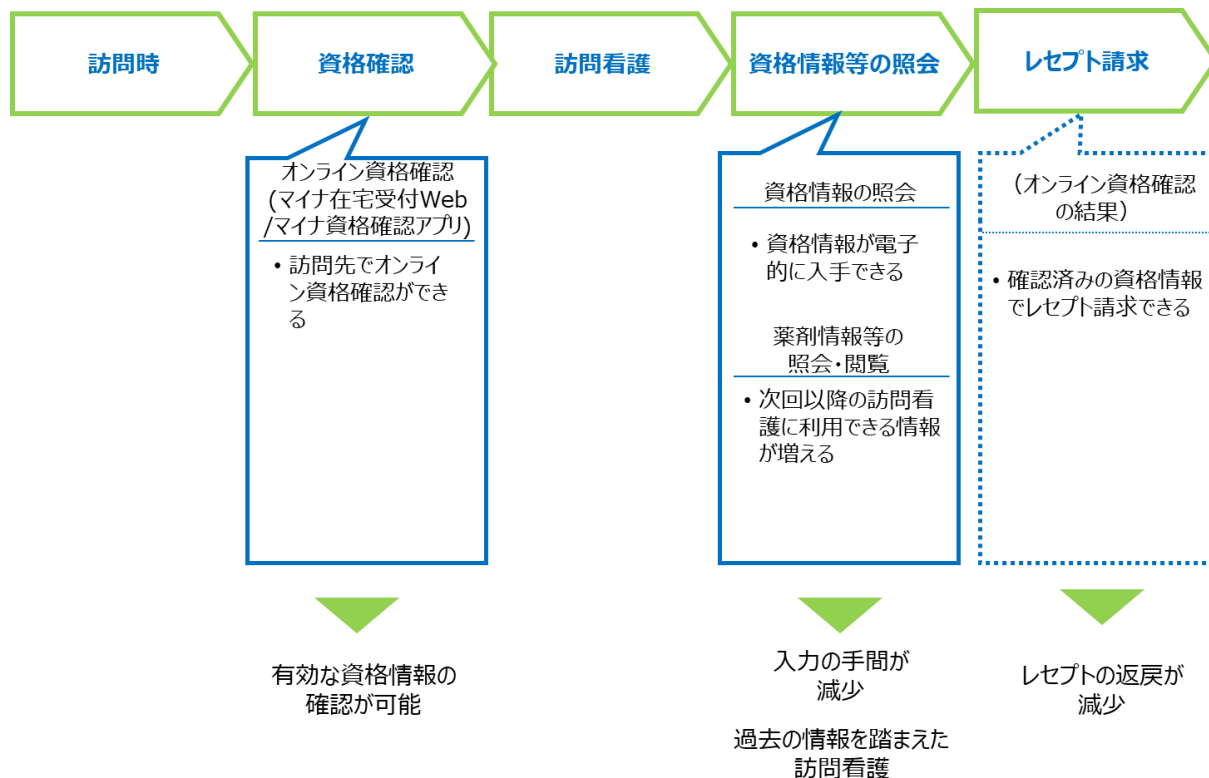 訪問時
資格確認
訪問看護
資格情報等の照会
レセプト請求
オンライン資格確認
(マイナ在宅受付Web
/マイナ資格確認アプリ)
• 訪問先でオンライ
ン資格確認ができ
る
資格情報の照会
• 資格情報が電子
的に入手できる
薬剤情報等の
照会・閲覧
• 次回以降の訪問看
護に利用できる情報
が増える
（オンライン資格確認
の結果）
• 確認済みの資格情報
でレセプト請求できる
有効な資格情報の
確認が可能
入力の手間が
減少
過去の情報を踏まえた
訪問看護
レセプトの返戻が
減少